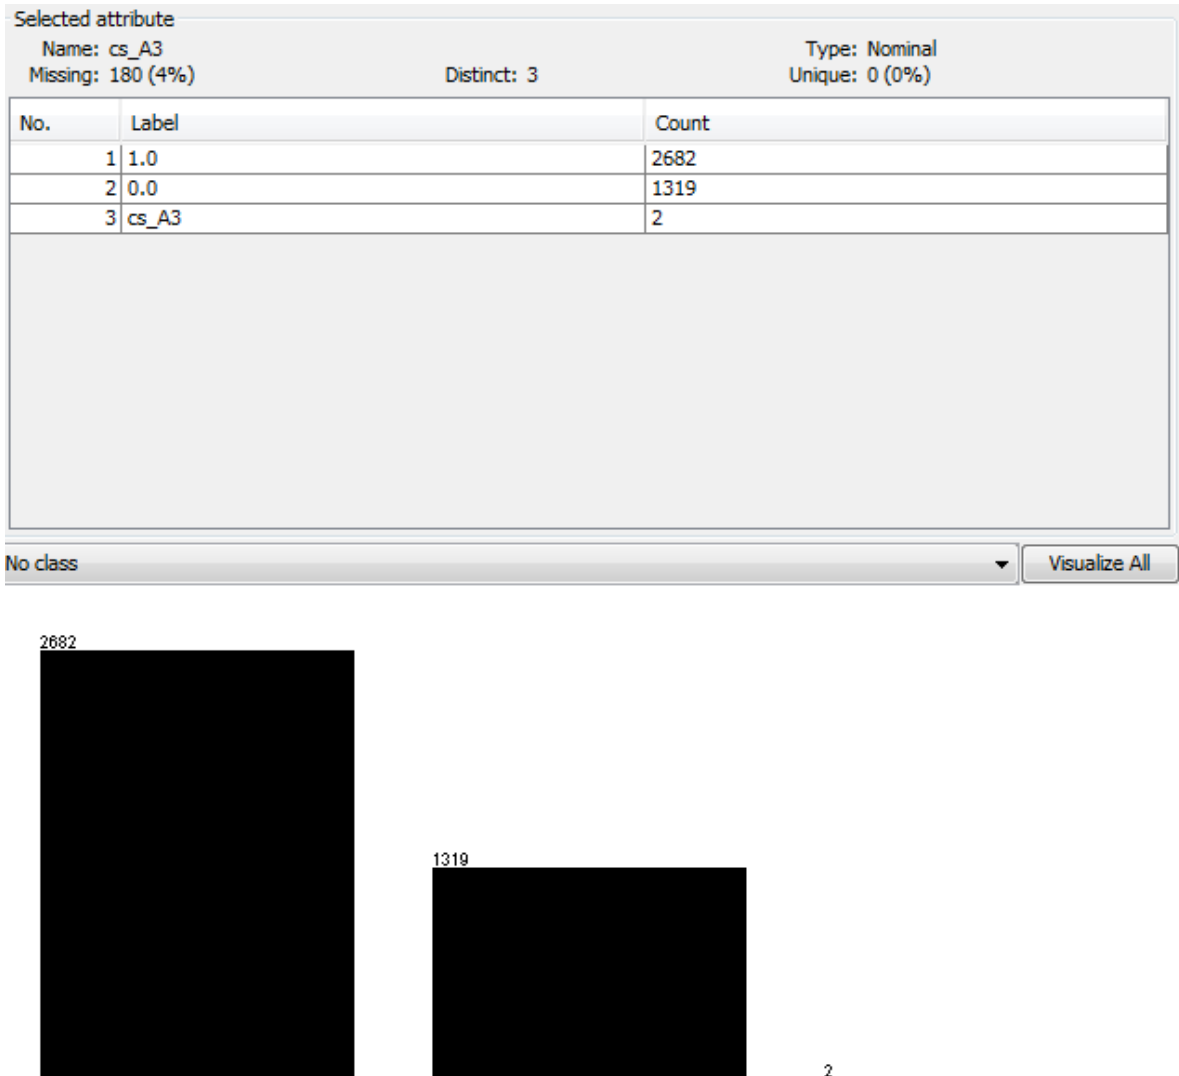 Selected attribute
Name: cs_A3 Type: Nominal
Missing: 180 (4%) Distinct: 3 Unique: 0 (0%)
No. Label Count
1 1.0 2682
2 0.0 1319
3 cs_A3 2
No class Visualize All
2682
1319
2